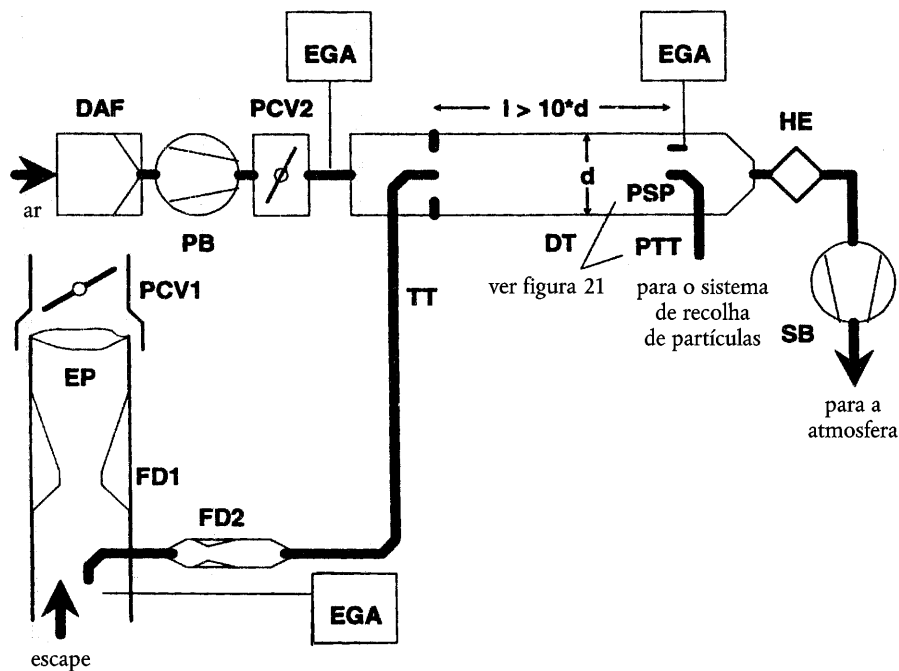 EGA
EGA
DAF
PCV2
l > 10*d
HE
d
ar
PB
PSP
DT
PTT
PCV1
TT
ver figura 21
para o sistema
de recolha
de partículas
SB
EP
para a
atmosfera
FD1
FD2
EGA
escape